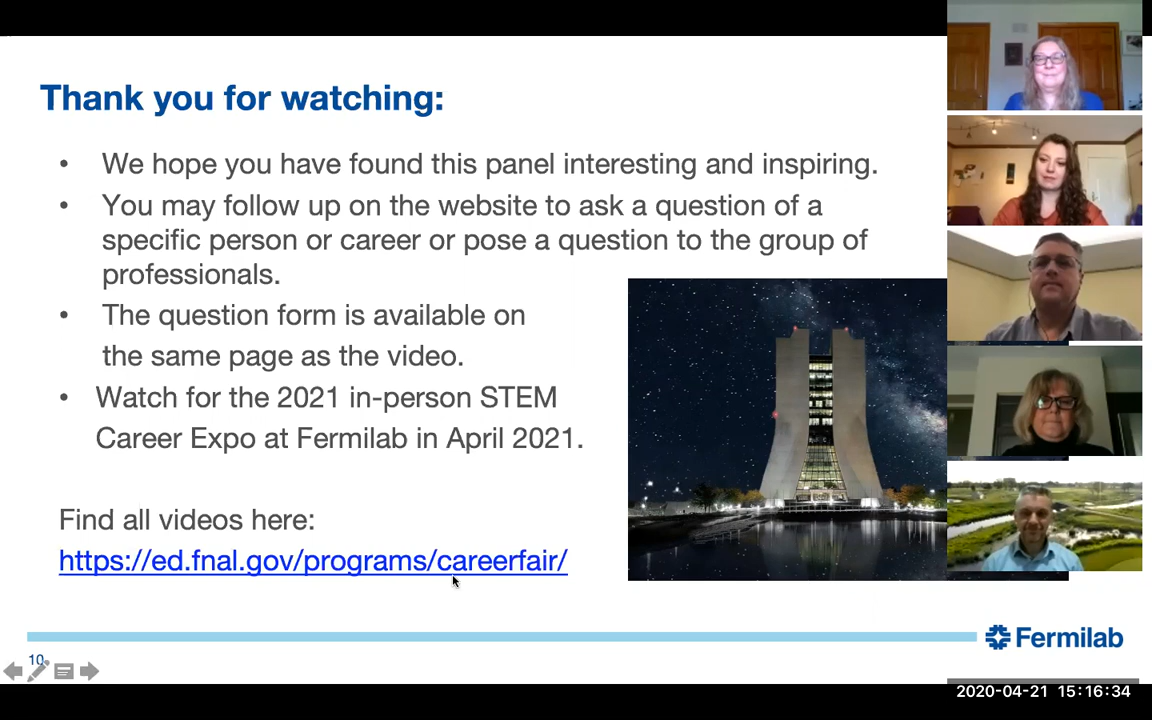 Thank you for watching:
• We hope you have found this panel interesting and inspiring.
• You may follow up on the website to ask a question of a
specific person or career or pose a question to the group of
professionals.
• The question form is available on
the same page as the video.
• Watch for the 2021 in-person STEM
Career Expo at Fermilab in April 2021.
Find all videos here:
https://ed.fnal.gov/programs/careerfair/
Fermilab
10
2020-04-21 15:16:34